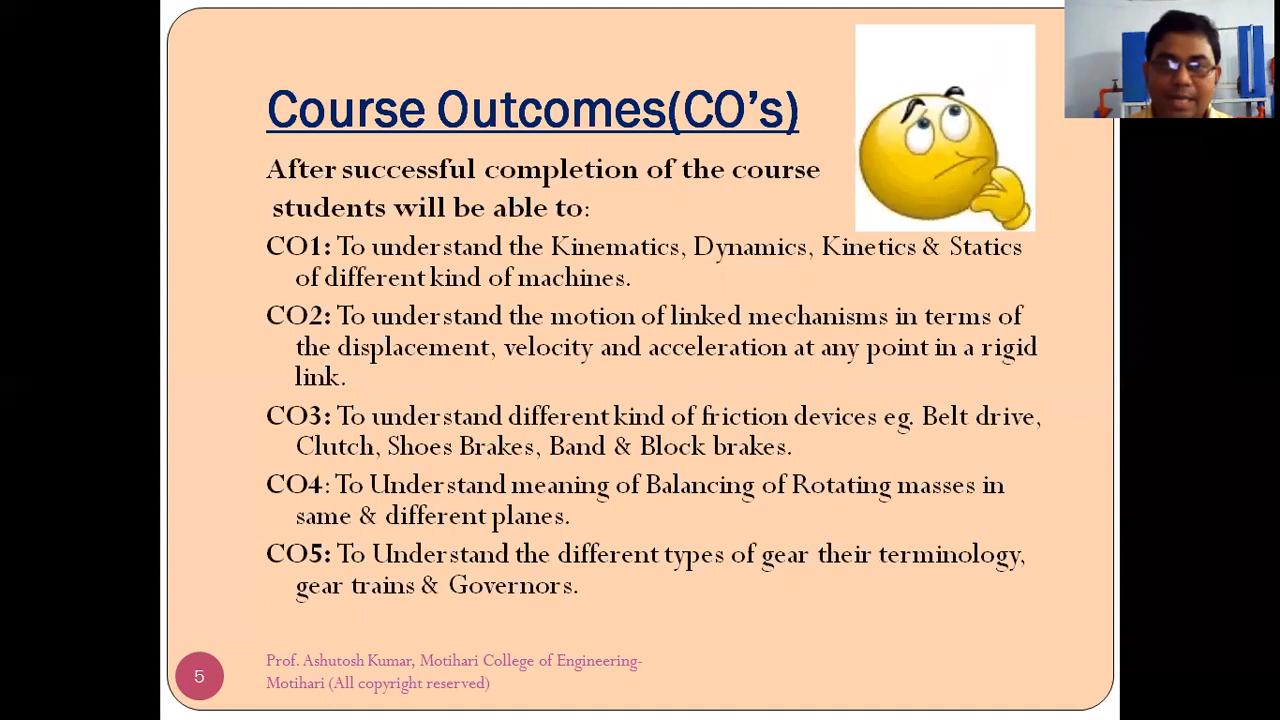 Course Outcomes(CO's)
After successful completion of the course
students will be able to:
CO1: To understand the Kinematics, Dynamics, Kinetics & Statics
of different kind of machines.
CO2: To understand the motion of linked mechanisms in terms of
the displacement, velocity and acceleration at any point in a rigid
link.
CO3: To understand different kind of friction devices eg. Belt drive,
Clutch, Shoes Brakes, Band & Block brakes.
CO4: To Understand meaning of Balancing of Rotating masses in
same & different planes.
CO5: To Understand the different types of gear their terminology,
gear trains & Governors.
5
Prof. Ashutosh Kumar, Motihari College of Engineering-
Motihari (All copyright reserved)